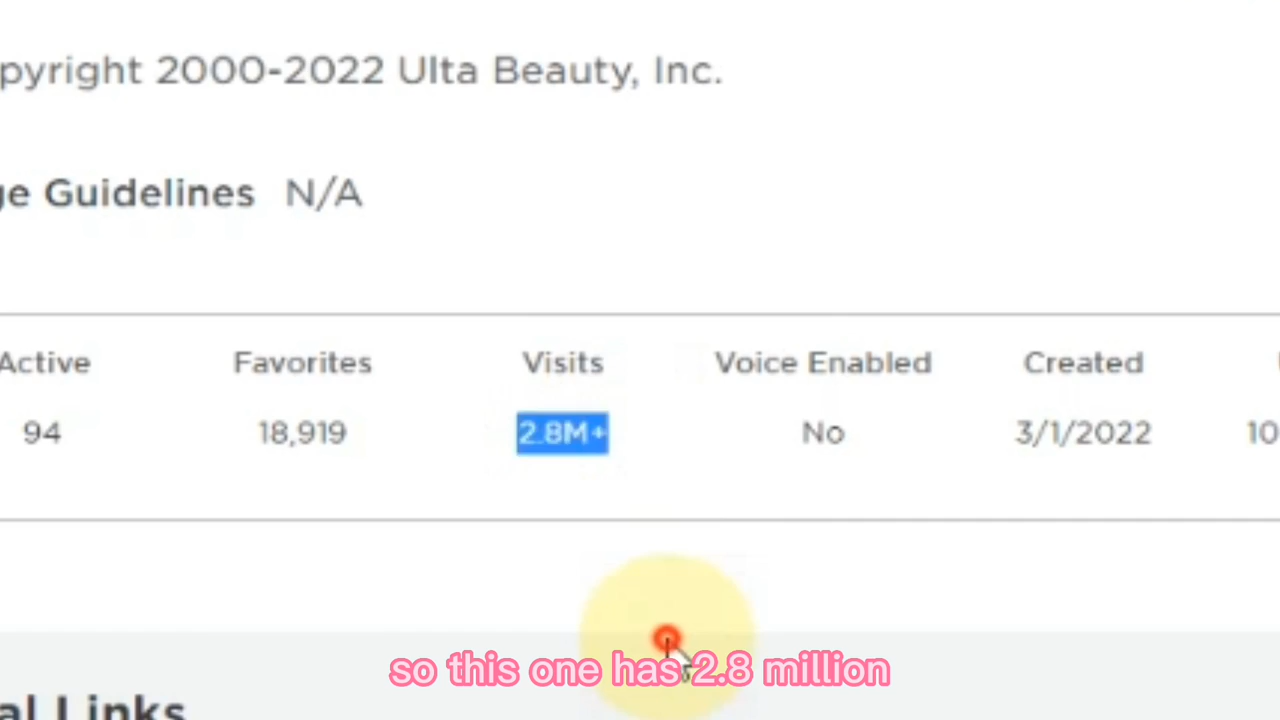 pyright 2000-2022 Ulta Beauty, Inc.
ge Guidelines N/A
Active Favorites Visits Voice Enabled Created
94 18,919 2.8M+ No 3/1/2022 10
so this one has 2.8 million
al Links